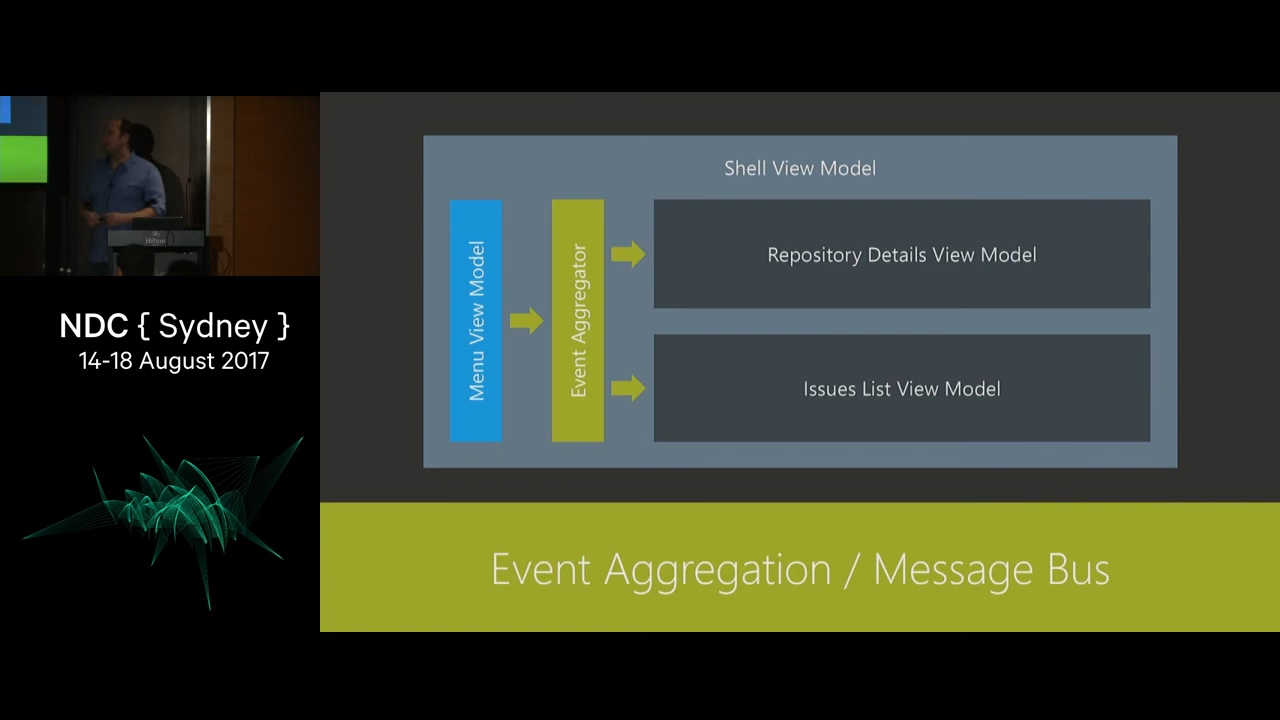 Hilton
NDC { Sydney }
14-18 August 2017
Shell View Model
Menu View Model
Event Aggregator
Repository Details View Model
Issues List View Model
Event Aggregation / Message Bus